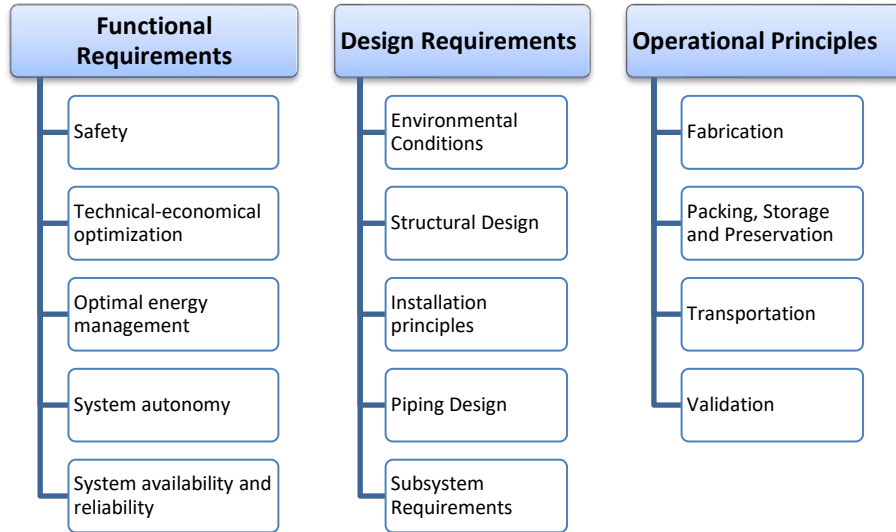 Functional
Requirements
Safety
Technical-economical
optimization
Optimal energy
management
System autonomy
System availability and
reliability
Design Requirements
Environmental
Conditions
Structural Design
Installation
principles
Piping Design
Subsystem
Requirements
Operational Principles
Fabrication
Packing, Storage
and Preservation
Transportation
Validation